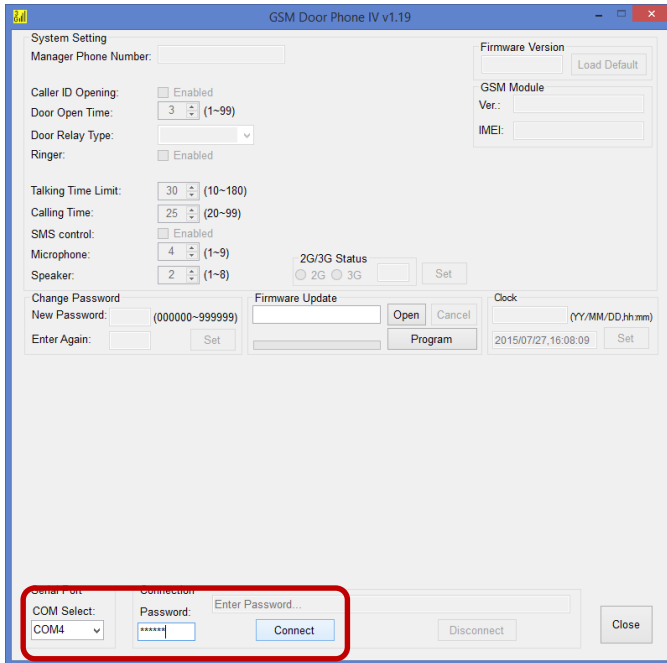 GSM Door Phone IV v1.19
System Setting
Manager Phone Number:
Firmware Version
Load Default
GSM Module
Ver.:
IMEI:
Caller ID Opening: Enabled
Door Open Time: 3 (1~99)
Door Relay Type:
Ringer: Enabled
Talking Time Limit: 30 (10~180)
Calling Time: 25 (20~99)
SMS control: Enabled
Microphone: 4 (1~9)
Speaker: 2 (1~8)
2G/3G Status
2G 3G Set
Change Password
New Password: (000000~999999)
Enter Again: Set
Firmware Update
Open Cancel
Program
Clock
(YY/MM/DD,hh:mm)
2015/07/27,16:08:09 Set
Serial Port
COM Select:
COM4
Connection
Password: Enter Password...
****** Connect Disconnect
Close